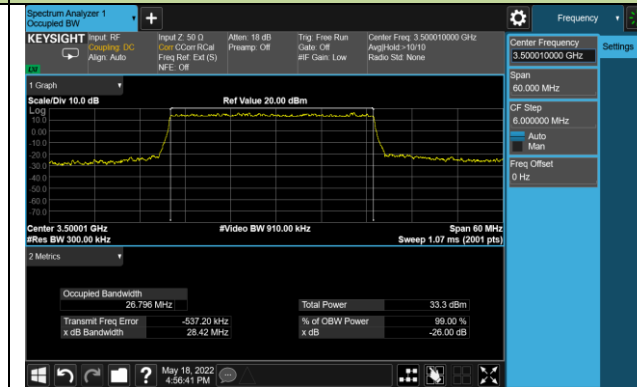 Spectrum Analyzer 1
Occupied BW
Frequency
KEYSIGHT
Input: RF
Coupling: DC
Align: Auto
Input Z: 50 Ω
Corr CCorr RCal
Freq Ref: Ext (S)
NFE: Off
Atten: 18 dB
Preamp: Off
Trig: Free Run
Gate: Off
#IF Gain: Low
Center Freq: 3.500010000 GHz
Avg|Hold:>10/10
Radio Std: None
Center Frequency
3.500010000 GHz
Settings
Span
60.000 MHz
CF Step
6.000000 MHz
Auto
Man
Freq Offset
0 Hz
1 Graph
Scale/Div 10.0 dB
Ref Value 20.00 dBm
Log
10.0
0.00
-10.0
-20.0
-30.0
-40.0
-50.0
-60.0
-70.0
Center 3.50001 GHz
#Video BW 910.00 kHz
Span 60 MHz
#Res BW 300.00 kHz
Sweep 1.07 ms (2001 pts)
2 Metrics
Occupied Bandwidth
26.796 MHz
Total Power 33.3 dBm
Transmit Freq Error -537.20 kHz
% of OBW Power 99.00 %
x dB Bandwidth 28.42 MHz
x dB -26.00 dB
?
May 18, 2022
4:56:41 PM